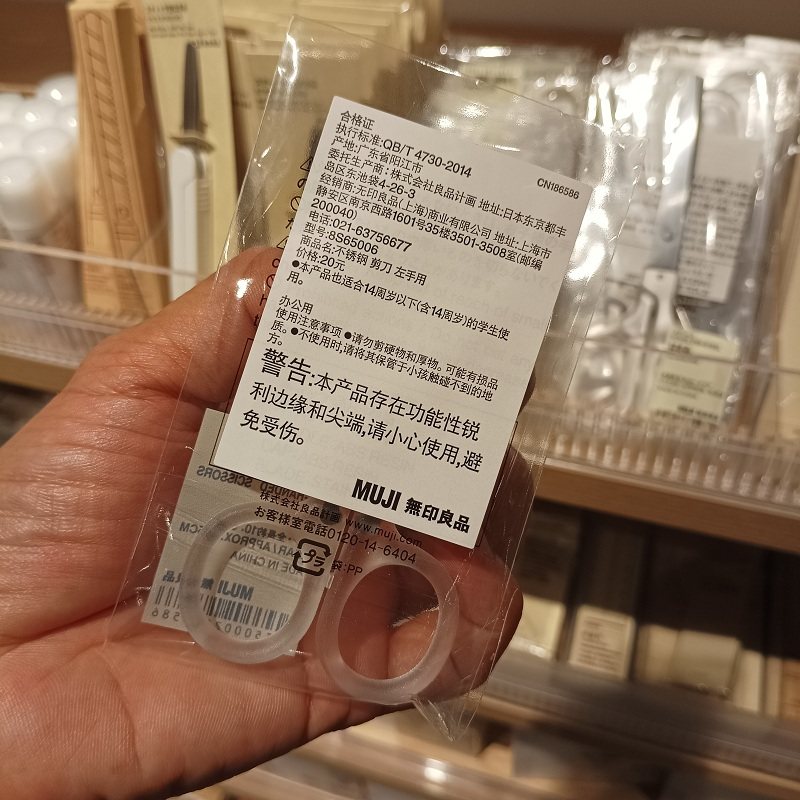 合格证
执行标准:QB/T 4730-2014
CN186586
产地:广东省阳江市
委托生产商：株式会社良品计画 地址:日本东京都丰
岛区东池袋4-26-3
经销商:无印良品(上海)商业有限公司 地址:上海市
静安区南京西路1601号35楼3501-3508室(邮编
200040)
电话:021-63756677
型号:8S65006
商品名:不锈钢 剪刀 左手用
价格:20元
●本产品也适合14周岁以下(含14周岁)的学生使
用。
办公用
使用注意事项 ●请勿剪硬物和厚物。可能有损品
质。●不使用时,请将其保管于小孩触碰不到的地
方。
警告:本产品存在功能性锐
利边缘和尖端,请小心使用,避
免受伤。
MUJI 無印良品
株式会社良品計画 www.muji.com
お客様室電話0120-14-6404
プラ 袋:PP
SCISSORS
MUJI